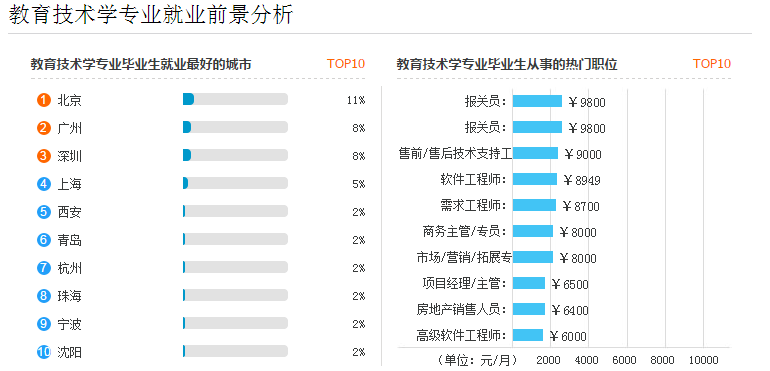 教育技术学专业就业前景分析
教育技术学专业毕业生就业最好的城市 TOP10
1 北京 11%
2 广州 8%
3 深圳 8%
4 上海 5%
5 西安 2%
6 青岛 2%
7 杭州 2%
8 珠海 2%
9 宁波 2%
10 沈阳 2%
教育技术学专业毕业生从事的热门职位 TOP10
报关员: ￥9800
报关员: ￥9800
售前/售后技术支持工 ￥9000
软件工程师: ￥8949
需求工程师: ￥8700
商务主管/专员: ￥8000
市场/营销/拓展专 ￥8000
项目经理/主管: ￥6500
房地产销售人员: ￥6400
高级软件工程师: ￥6000
(单位: 元/月) 2000 4000 6000 8000 10000